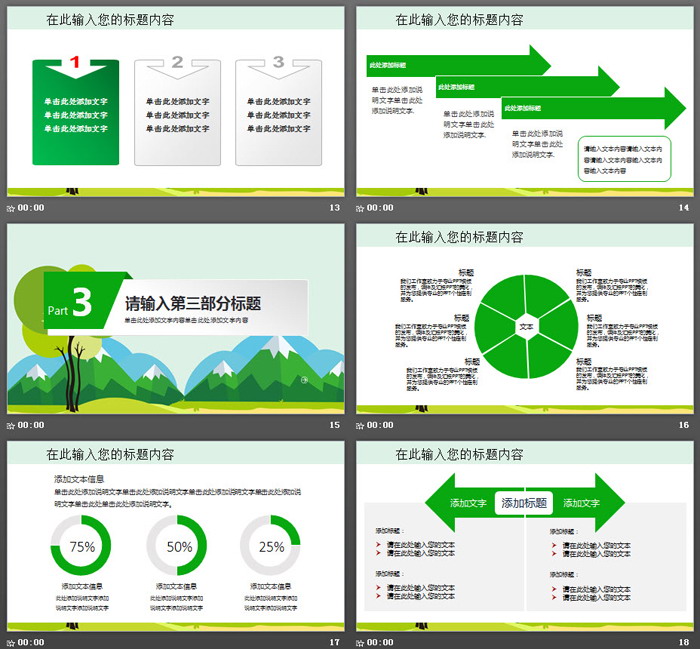 在此输入您的标题内容
1
单击此处添加文字
单击此处添加文字
单击此处添加文字
2
单击此处添加文字
单击此处添加文字
单击此处添加文字
3
单击此处添加文字
单击此处添加文字
单击此处添加文字
00:00
13
在此输入您的标题内容
此处添加标题
单击此处添加说
明文字单击此处
添加说明文字.
此处添加标题
单击此处添加说
明文字单击此处
添加说明文字.
此处添加标题
单击此处添加说
明文字单击此处
添加说明文字.
请输入文本内容请输入文本内
容请输入文本内容输入文本内
容输入文本内容
00:00
14
Part 3
请输入第三部分标题
单击此处添加文字内容单击此处添加文字内容
00:00
15
在此输入您的标题内容
标题
标题
标题
文本
标题
标题
标题
00:00
16
在此输入您的标题内容
添加文本信息
单击此处添加说明文字单击此处添加说明文字单击此处添加说明文字单击此处添加说
明文字单击此处单击此处添加说明文字。
75%
添加文本信息
此处添加说明文字添加
说明文字添加说明文字
50%
添加文本信息
此处添加说明文字添加
说明文字添加说明文字
25%
添加文本信息
此处添加说明文字添加
说明文字添加说明文字
00:00
17
在此输入您的标题内容
添加文字
添加标题
添加文字
添加标题：
请在此处输入您的文本
请在此处输入您的文本
添加标题：
请在此处输入您的文本
请在此处输入您的文本
添加标题：
请在此处输入您的文本
请在此处输入您的文本
添加标题：
请在此处输入您的文本
请在此处输入您的文本
00:00
18